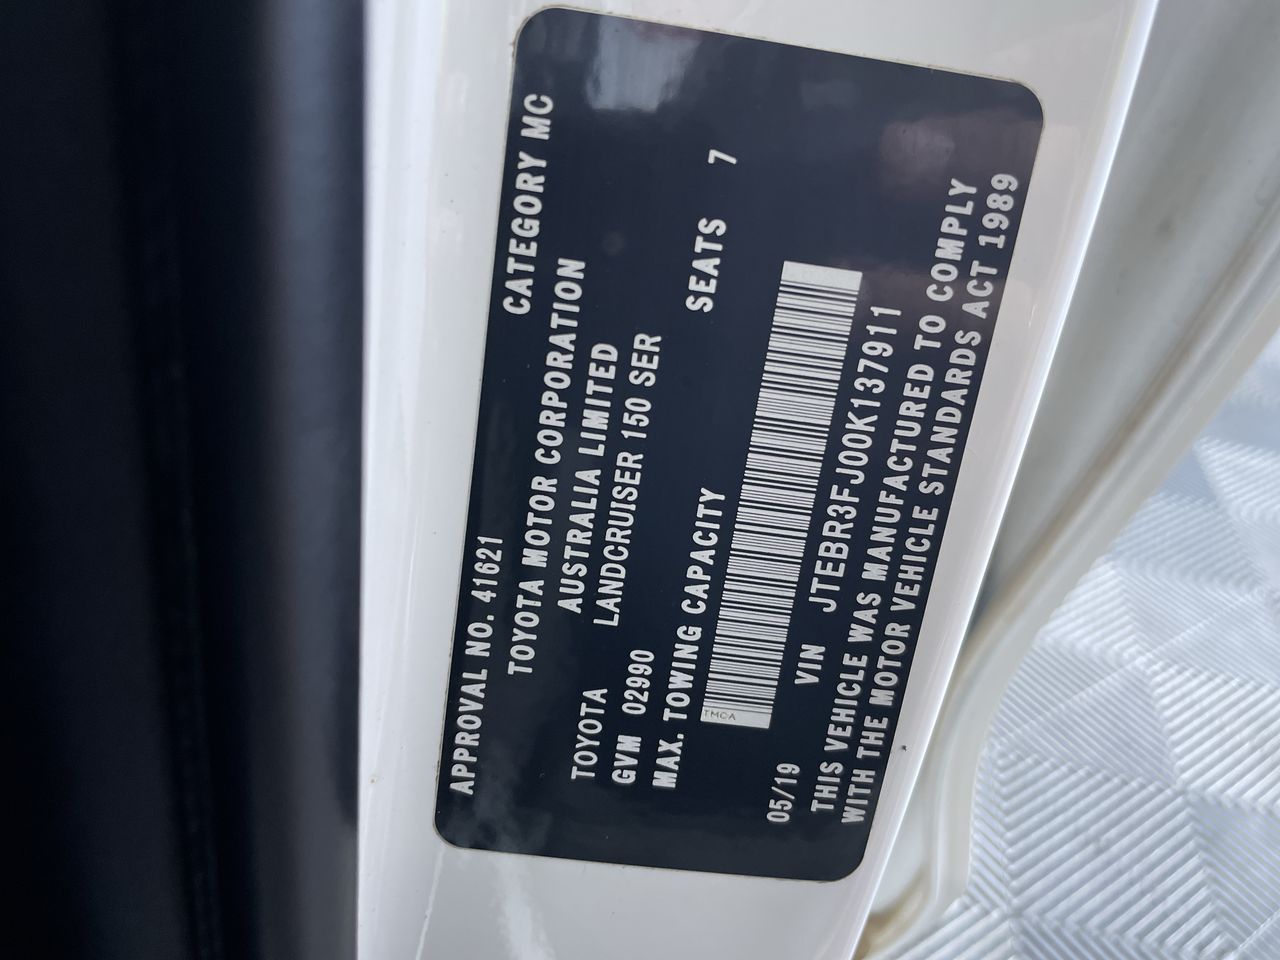 APPROVAL NO. 41621 CATEGORY MC
TOYOTA MOTOR CORPORATION
AUSTRALIA LIMITED
TOYOTA LANDCRUISER 150 SER
GVM 02990
MAX. TOWING CAPACITY SEATS 7
TMCA
05/19 VIN JTEBR3FJ00K137911
THIS VEHICLE WAS MANUFACTURED TO COMPLY
WITH THE MOTOR VEHICLE STANDARDS ACT 1989